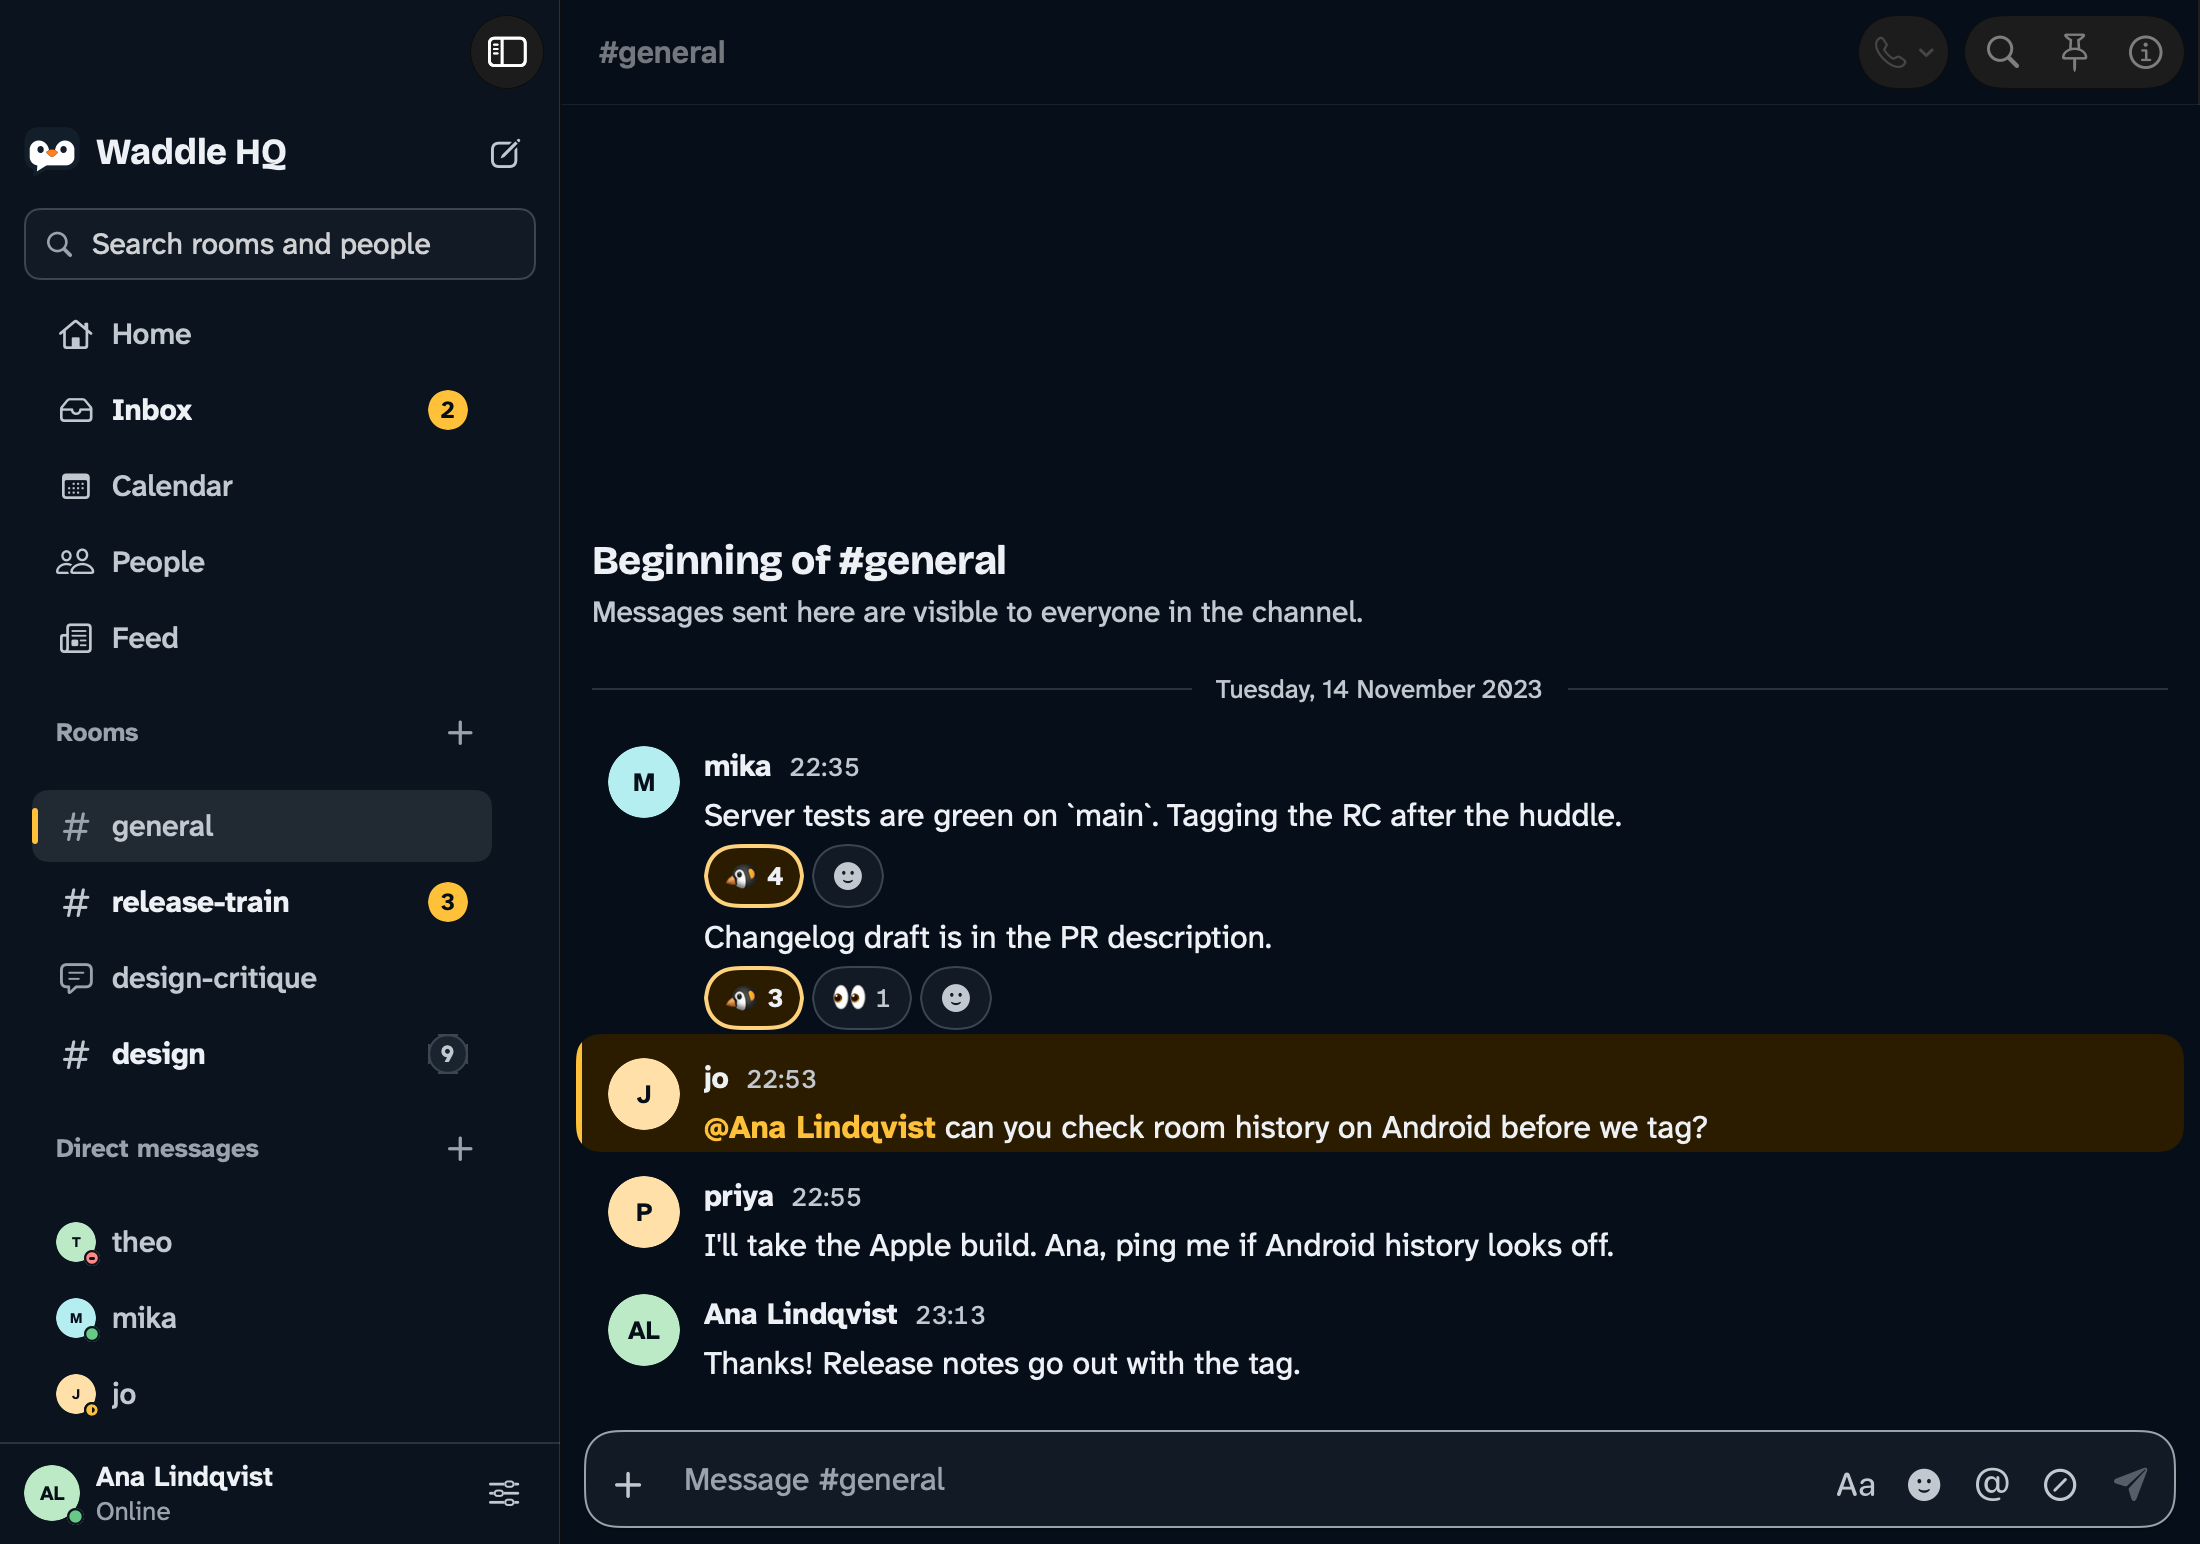 #general
Waddle HQ
Search rooms and people
Home
Inbox 2
Calendar
People
Feed
Rooms
general
release-train 3
design-critique
design 9
Direct messages
T theo
M mika
J jo
AL Ana Lindqvist
Online
Beginning of #general
Messages sent here are visible to everyone in the channel.
Tuesday, 14 November 2023
M mika 22:35
Server tests are green on `main`. Tagging the RC after the huddle.
4
Changelog draft is in the PR description.
3 1
J jo 22:53
@Ana Lindqvist can you check room history on Android before we tag?
P priya 22:55
I'll take the Apple build. Ana, ping me if Android history looks off.
AL Ana Lindqvist 23:13
Thanks! Release notes go out with the tag.
Message #general
Aa